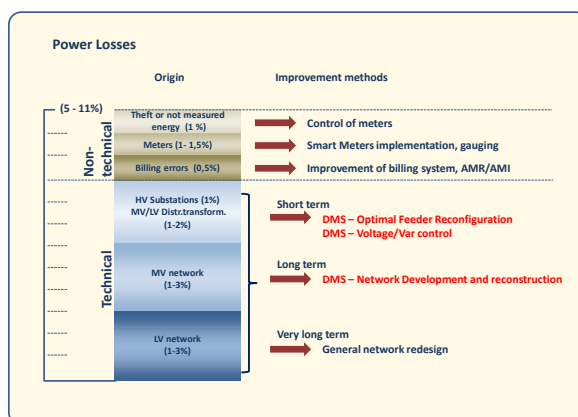 Power Losses
Origin
Improvement methods
(5 - 11%)
Non-
technical
Theft or not measured
energy (1 %)
Control of meters
Meters (1- 1,5%)
Smart Meters implementation, gauging
Billing errors (0,5%)
Improvement of billing system, AMR/AMI
Technical
HV Substations (1%)
MV/LV Distr.transform.
(1-2%)
Short term
DMS – Optimal Feeder Reconfiguration
DMS – Voltage/Var control
MV network
(1-3%)
Long term
DMS – Network Development and reconstruction
LV network
(1-3%)
Very long term
General network redesign